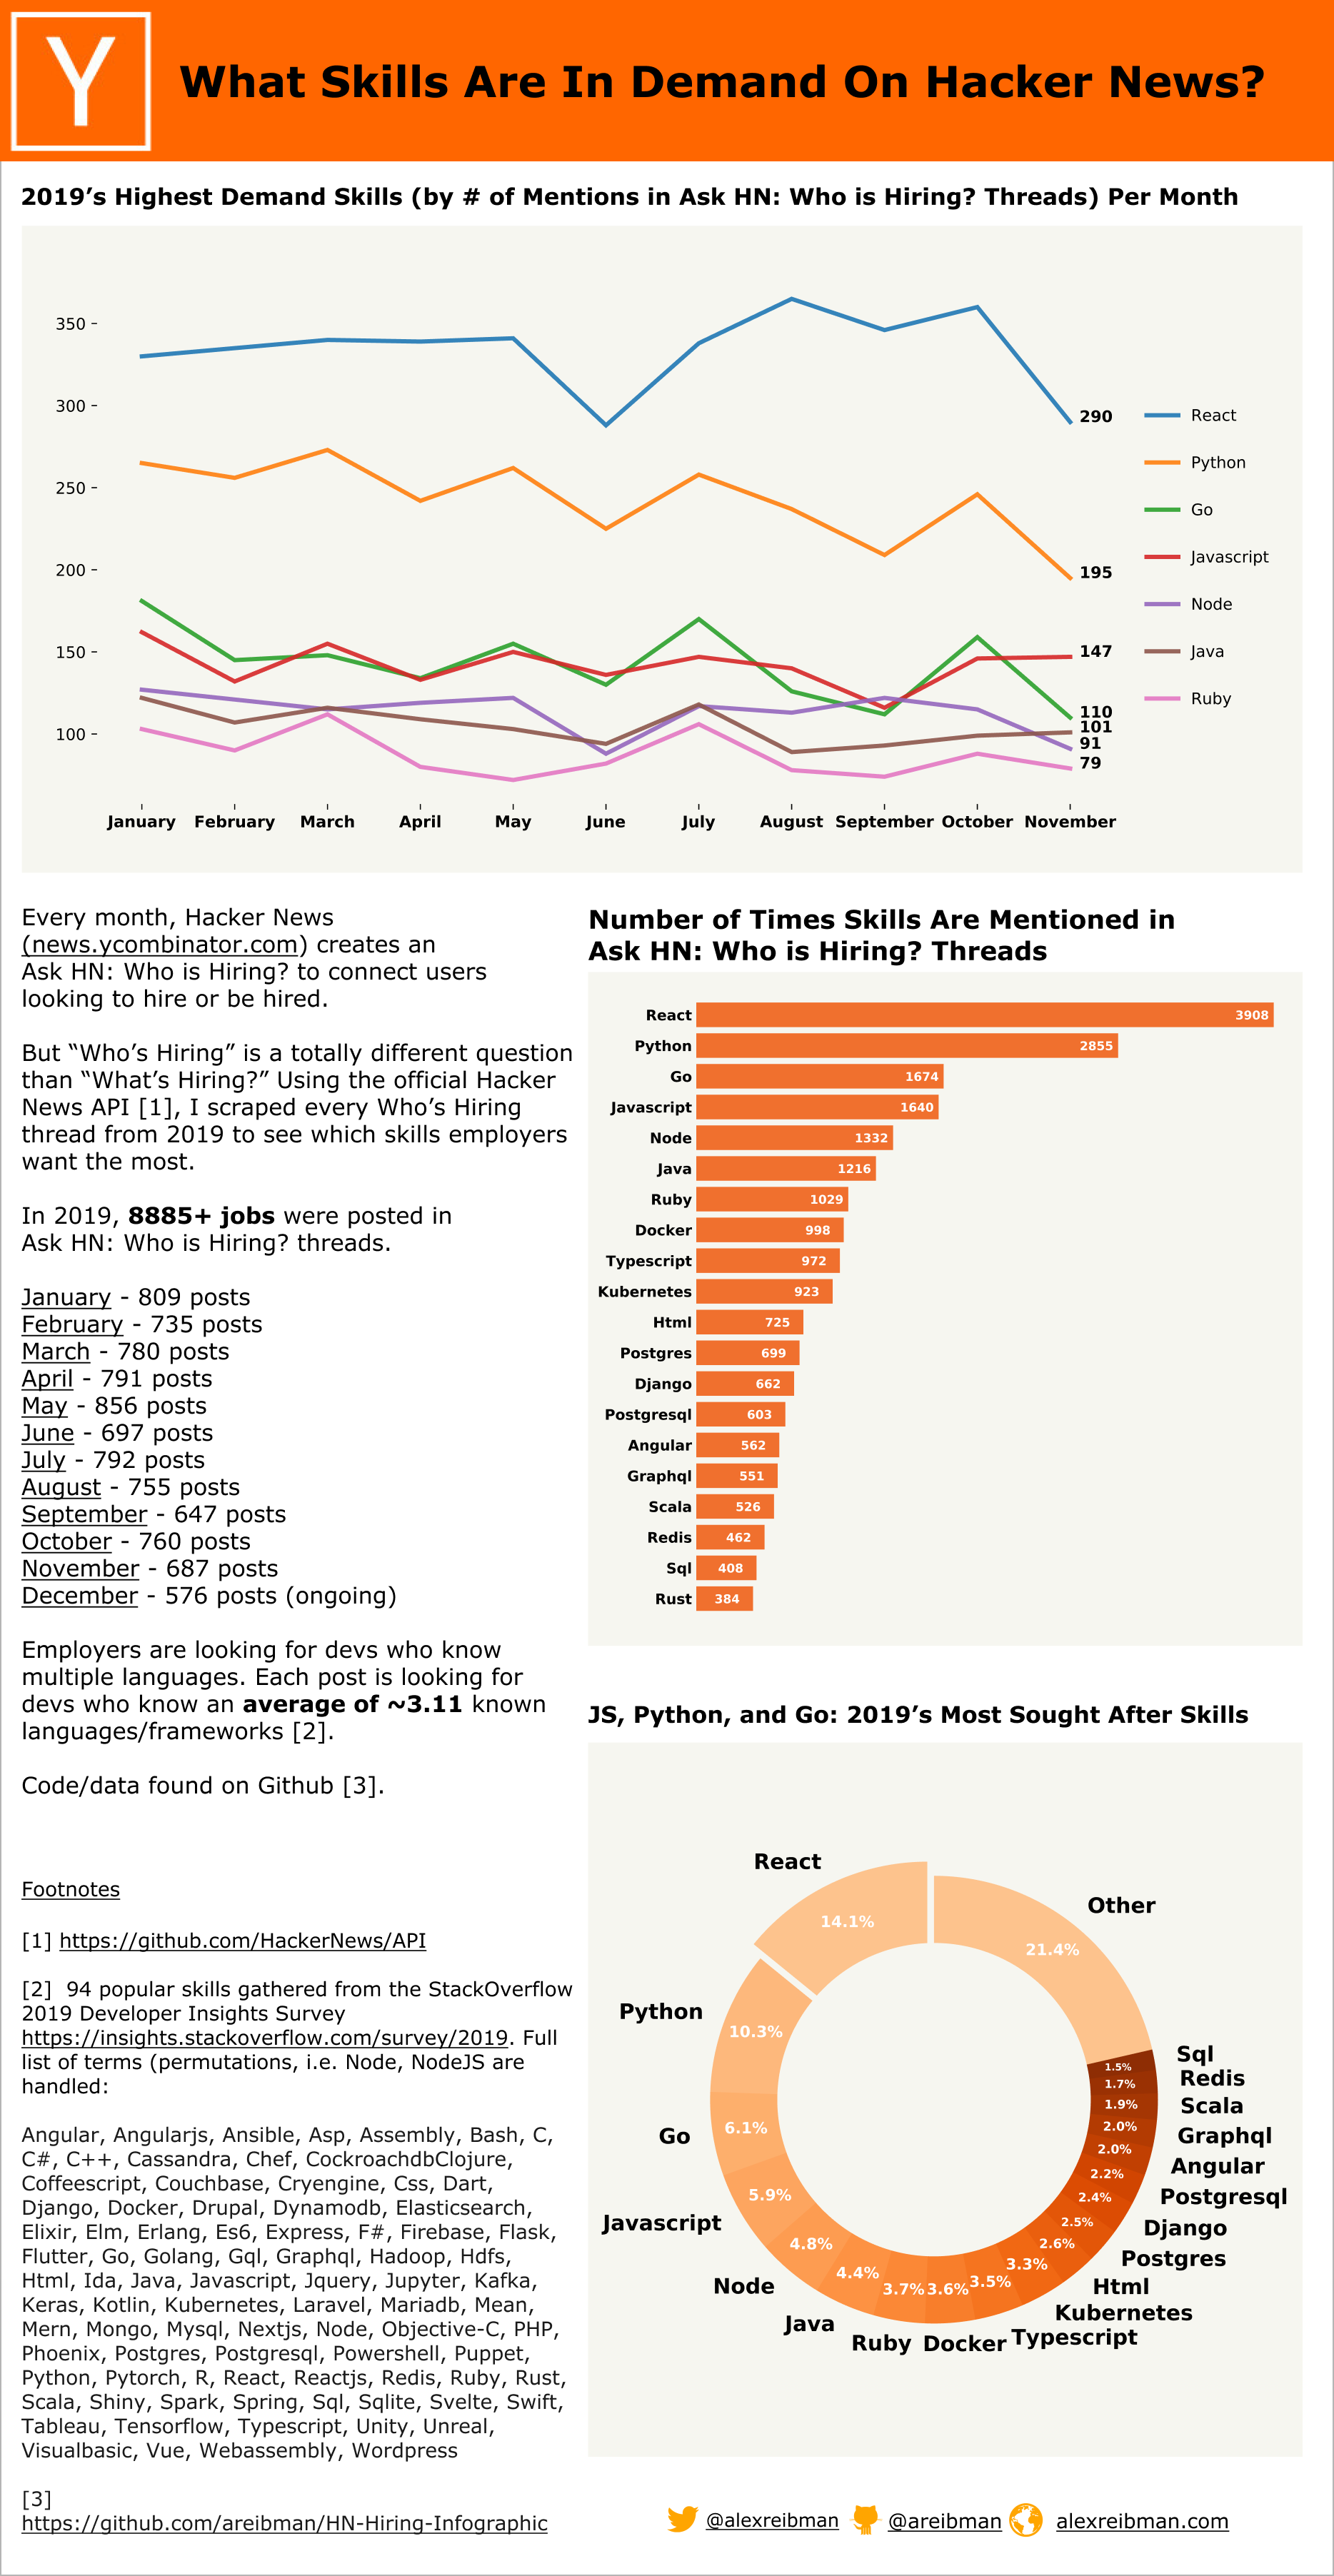 Y
What Skills Are In Demand On Hacker News?
2019’s Highest Demand Skills (by # of Mentions in Ask HN: Who is Hiring? Threads) Per Month
350
300
250
200
150
100
290
195
147
110
101
91
79
React
Python
Go
Javascript
Node
Java
Ruby
January February March April May June July August September October November
Every month, Hacker News
(news.ycombinator.com) creates an
Ask HN: Who is Hiring? to connect users
looking to hire or be hired.
But “Who’s Hiring” is a totally different question
than “What’s Hiring?” Using the official Hacker
News API [1], I scraped every Who’s Hiring
thread from 2019 to see which skills employers
want the most.
In 2019, 8885+ jobs were posted in
Ask HN: Who is Hiring? threads.
January - 809 posts
February - 735 posts
March - 780 posts
April - 791 posts
May - 856 posts
June - 697 posts
July - 792 posts
August - 755 posts
September - 647 posts
October - 760 posts
November - 687 posts
December - 576 posts (ongoing)
Employers are looking for devs who know
multiple languages. Each post is looking for
devs who know an average of ~3.11 known
languages/frameworks [2].
Code/data found on Github [3].
Footnotes
[1] https://github.com/HackerNews/API
[2]  94 popular skills gathered from the StackOverflow
2019 Developer Insights Survey
https://insights.stackoverflow.com/survey/2019. Full
list of terms (permutations, i.e. Node, NodeJS are
handled:
Angular, Angularjs, Ansible, Asp, Assembly, Bash, C,
C#, C++, Cassandra, Chef, CockroachdbClojure,
Coffeescript, Couchbase, Cryengine, Css, Dart,
Django, Docker, Drupal, Dynamodb, Elasticsearch,
Elixir, Elm, Erlang, Es6, Express, F#, Firebase, Flask,
Flutter, Go, Golang, Gql, Graphql, Hadoop, Hdfs,
Html, Ida, Java, Javascript, Jquery, Jupyter, Kafka,
Keras, Kotlin, Kubernetes, Laravel, Mariadb, Mean,
Mern, Mongo, Mysql, Nextjs, Node, Objective-C, PHP,
Phoenix, Postgres, Postgresql, Powershell, Puppet,
Python, Pytorch, R, React, Reactjs, Redis, Ruby, Rust,
Scala, Shiny, Spark, Spring, Sql, Sqlite, Svelte, Swift,
Tableau, Tensorflow, Typescript, Unity, Unreal,
Visualbasic, Vue, Webassembly, Wordpress
[3]
https://github.com/areibman/HN-Hiring-Infographic
Number of Times Skills Are Mentioned in
Ask HN: Who is Hiring? Threads
React 3908
Python 2855
Go 1674
Javascript 1640
Node 1332
Java 1216
Ruby 1029
Docker 998
Typescript 972
Kubernetes 923
Html 725
Postgres 699
Django 662
Postgresql 603
Angular 562
Graphql 551
Scala 526
Redis 462
Sql 408
Rust 384
JS, Python, and Go: 2019’s Most Sought After Skills
React
14.1%
Python
10.3%
Go
6.1%
Javascript
5.9%
Node
4.8%
Java
4.4%
Ruby
3.7%
Docker
3.6%
Typescript
3.5%
Kubernetes
3.3%
Html
2.6%
Postgres
2.5%
Django
2.4%
Postgresql
2.2%
Angular
2.0%
Graphql
2.0%
Scala
1.9%
Redis
1.7%
Sql
1.5%
Other
21.4%
@alexreibman @areibman alexreibman.com